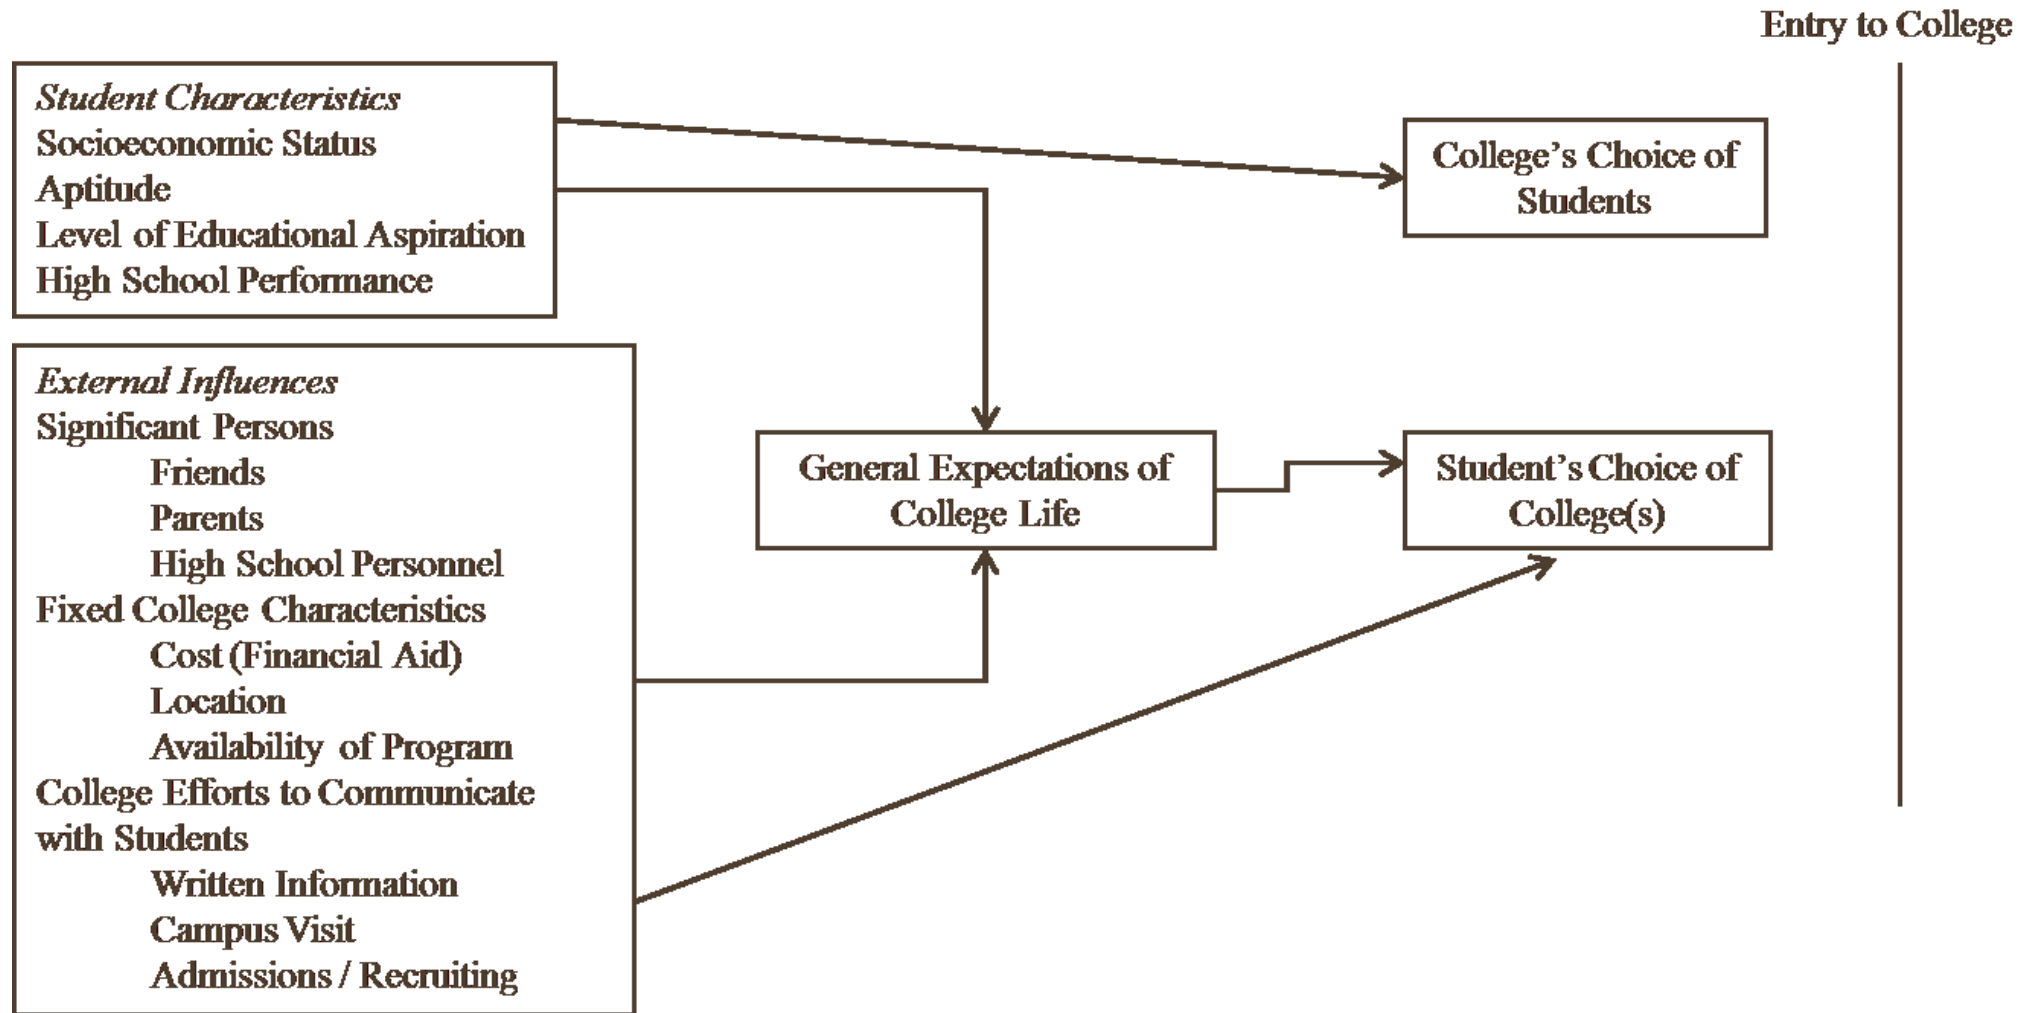 Entry to College
Student Characteristics
Socioeconomic Status
Aptitude
Level of Educational Aspiration
High School Performance
College’s Choice of
Students
External Influences
Significant Persons
Friends
Parents
High School Personnel
Fixed College Characteristics
Cost (Financial Aid)
Location
Availability of Program
College Efforts to Communicate
with Students
Written Information
Campus Visit
Admissions / Recruiting
General Expectations of
College Life
Student’s Choice of
College(s)